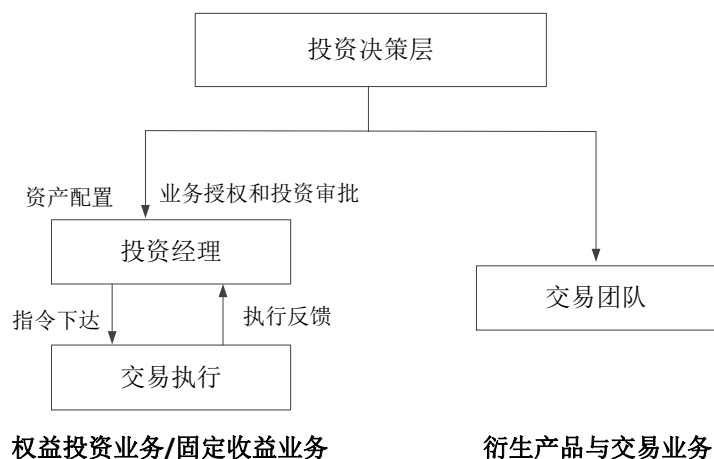 投资决策层
资产配置
业务授权和投资审批
投资经理
交易团队
指令下达
执行反馈
交易执行
权益投资业务/固定收益业务
衍生产品与交易业务